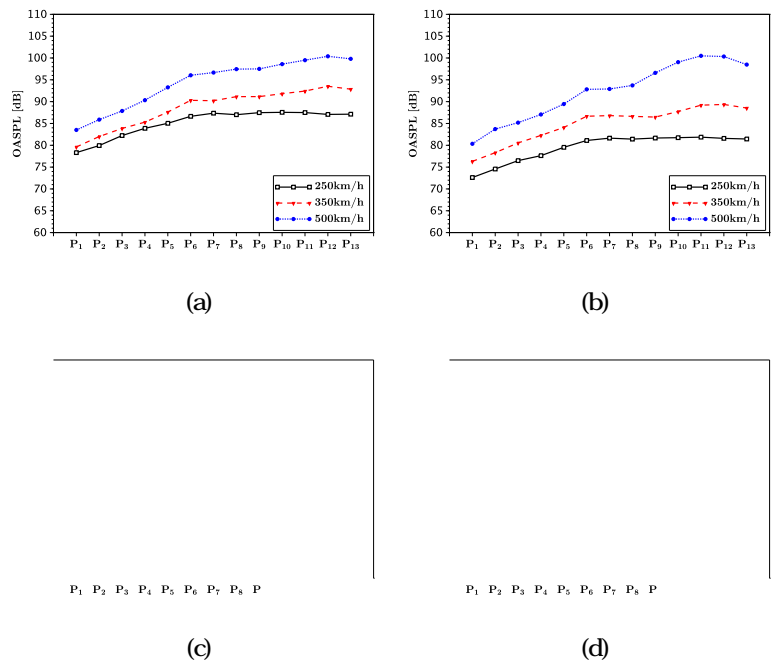 OASPL [dB]
110
105
100
95
90
85
80
75
70
65
60
250km/h
350km/h
500km/h
P₁ P₂ P₃ P₄ P₅ P₆ P₇ P₈ P₉ P₁₀ P₁₁ P₁₂ P₁₃
(a)
OASPL [dB]
110
105
100
95
90
85
80
75
70
65
60
250km/h
350km/h
500km/h
P₁ P₂ P₃ P₄ P₅ P₆ P₇ P₈ P₉ P₁₀ P₁₁ P₁₂ P₁₃
(b)
P₁ P₂ P₃ P₄ P₅ P₆ P₇ P₈ P
(c)
P₁ P₂ P₃ P₄ P₅ P₆ P₇ P₈ P
(d)